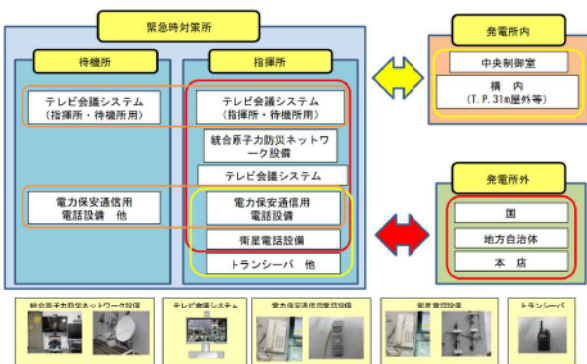 緊急時対策所
待機所
指揮所
テレビ会議システム
(指揮所・待機所用)
電力保安通信用
電話設備 他
テレビ会議システム
(指揮所・待機所用)
統合原子力防災ネットワ
ーク設備
テレビ会議システム
電力保安通信用
電話設備
衛星電話設備
トランシーバ 他
発電所内
中央制御室
構 内
(T.P.31m屋外等)
発電所外
国
地方自治体
本 店
統合原子力防災ネットワーク設備
テレビ会議システム
電力保安通信用電話設備
衛星電話設備
トランシーバ